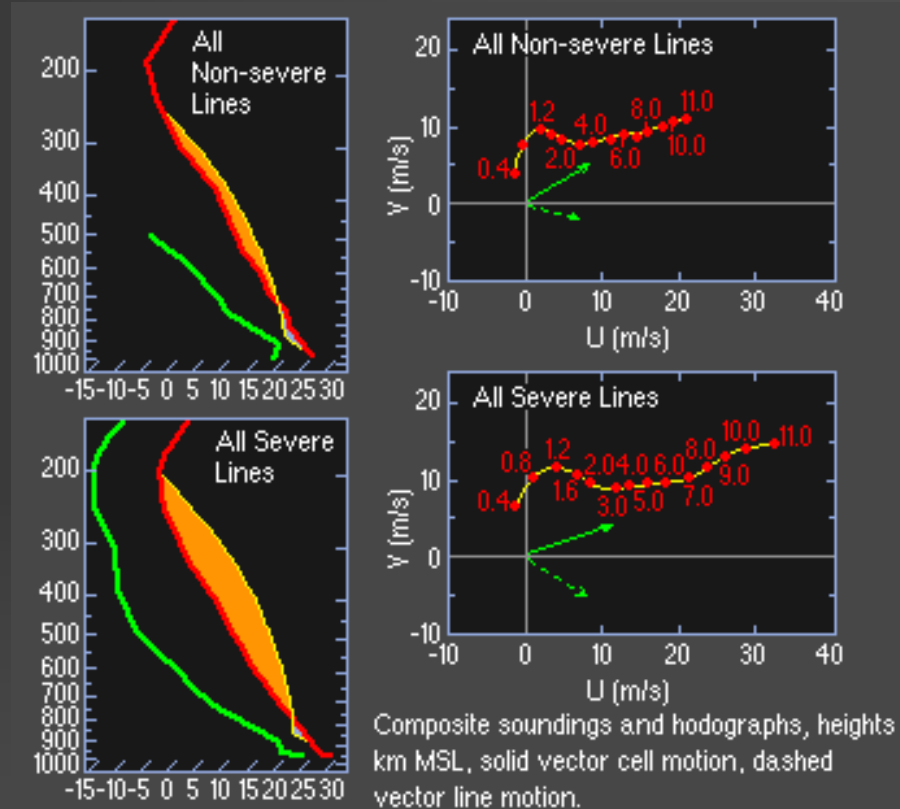 All
Non-severe
Lines
200
300
400
500
600
700
800
900
1000
-15-10-5 0 5 10 15 20 25 30
All Non-severe Lines
20
10
0
-10
V (m/s)
0.4
1.2
2.0
4.0
6.0
8.0
10.0
11.0
-10 0 10 20 30 40
U (m/s)
All Severe
Lines
200
300
400
500
600
700
800
900
1000
-15-10-5 0 5 10 15 20 25 30
All Severe Lines
20
10
0
-10
V (m/s)
0.4
0.8
1.2
1.6
2.0
3.0
4.0
5.0
6.0
7.0
8.0
9.0
10.0
11.0
-10 0 10 20 30 40
U (m/s)
Composite soundings and hodographs, heights
km MSL, solid vector cell motion, dashed
vector line motion.